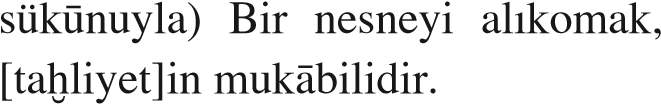 sükūnuyla) Bir nesneyi alıkomak,
[taḫliyet]in mukābilidir.